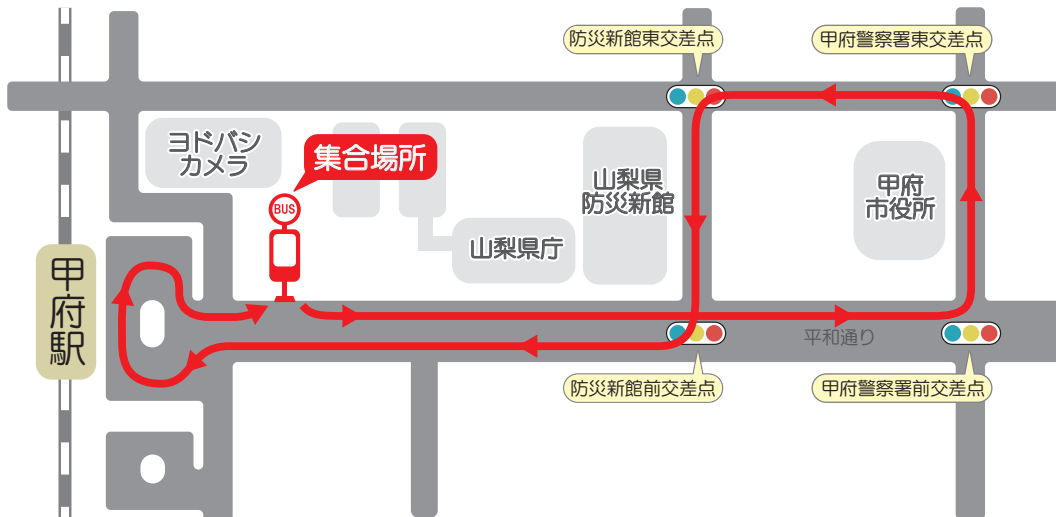 防災新館東交差点
甲府警察署東交差点
ヨドバシ
カメラ
集合場所
BUS
山梨県
防災新館
甲府
市役所
山梨県庁
甲府駅
平和通り
防災新館前交差点
甲府警察署前交差点